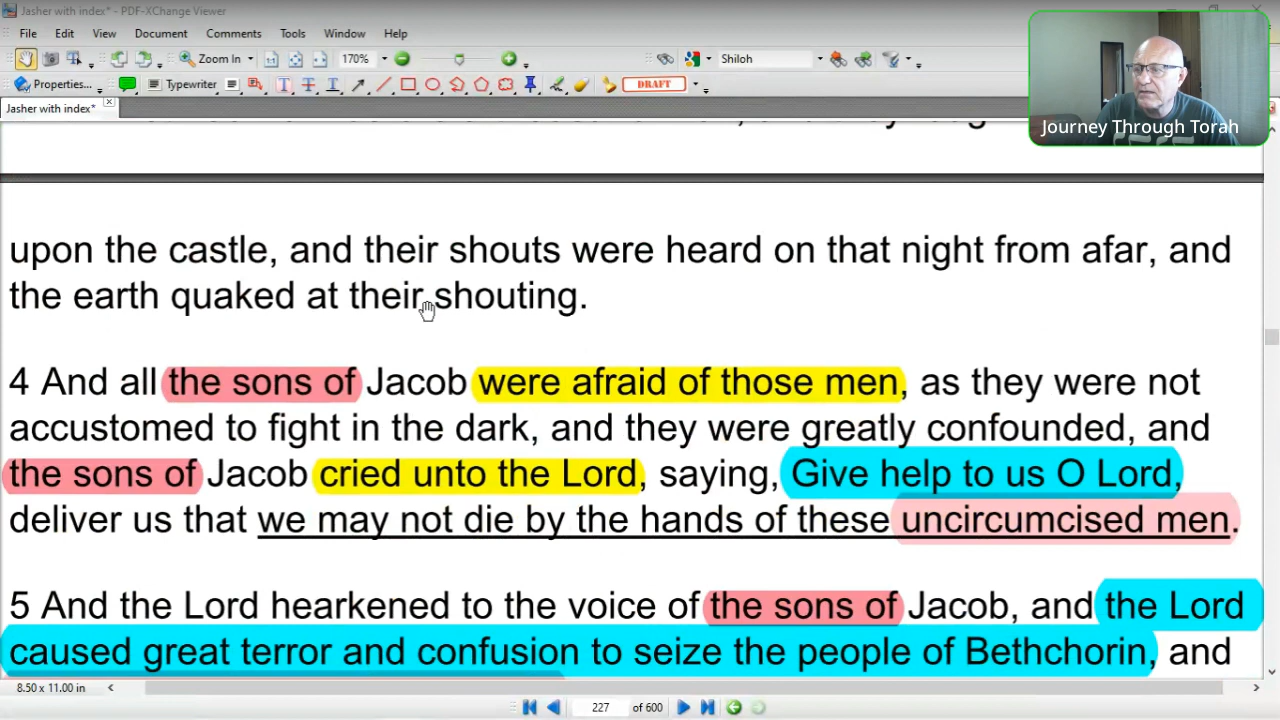 Jasher with index* - PDF-XChange Viewer
File Edit View Document Comments Tools Window Help
Zoom In 170% Shiloh
Properties... Typewriter DRAFT
Jasher with index*
Journey Through Torah
upon the castle, and their shouts were heard on that night from afar, and
the earth quaked at their shouting.
4 And all the sons of Jacob were afraid of those men, as they were not
accustomed to fight in the dark, and they were greatly confounded, and
the sons of Jacob cried unto the Lord, saying, Give help to us O Lord,
deliver us that we may not die by the hands of these uncircumcised men.
5 And the Lord hearkened to the voice of the sons of Jacob, and the Lord
caused great terror and confusion to seize the people of Bethchorin, and
8.50 x 11.00 in
227 of 600